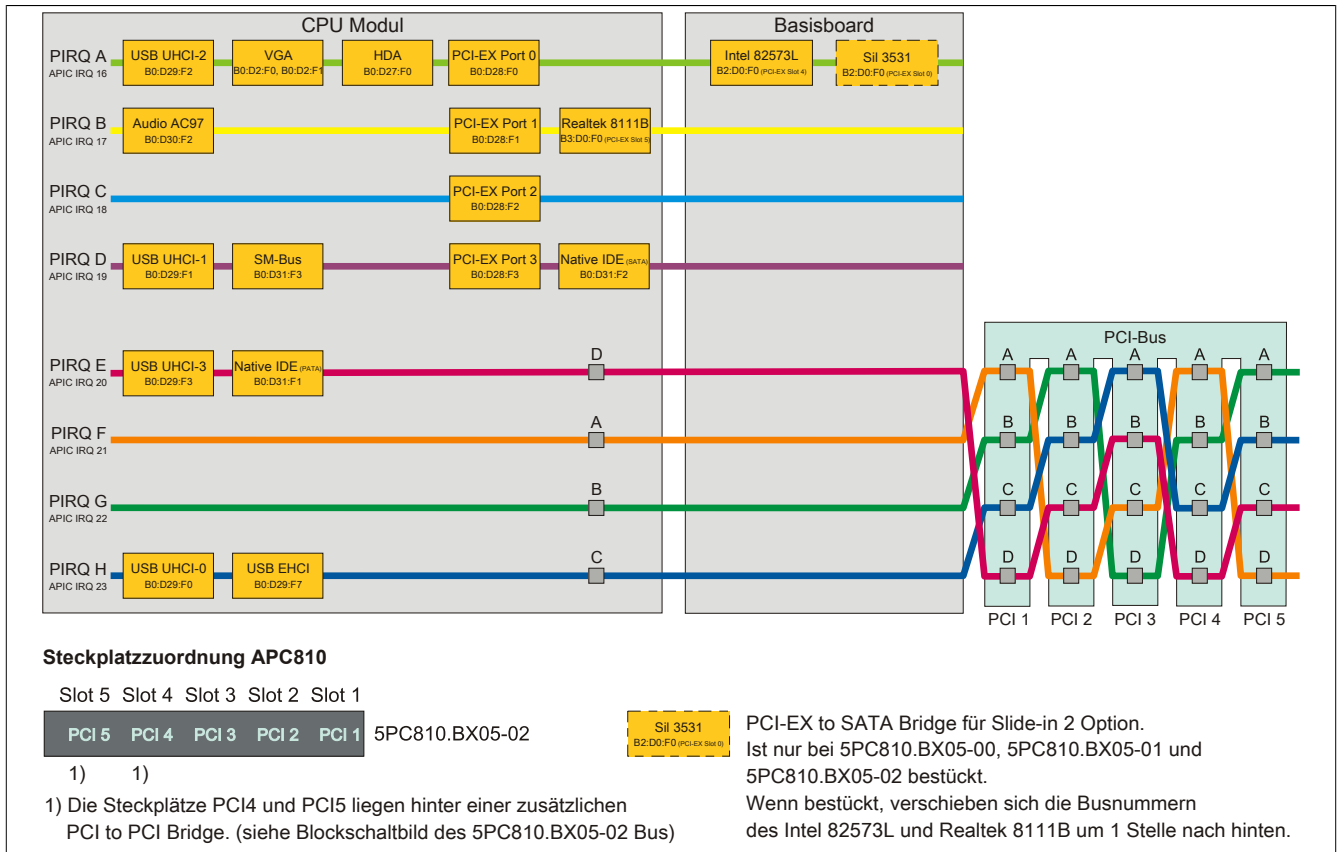 CPU Modul
Basisboard
PIRQ A
APIC IRQ 16
USB UHCI-2
B0:D29:F2
VGA
B0:D2:F0, B0:D2:F1
HDA
B0:D27:F0
PCI-EX Port 0
B0:D28:F0
Intel 82573L
B2:D0:F0 (PCI-EX Slot 4)
Sil 3531
B2:D0:F0 (PCI-EX Slot 0)
PIRQ B
APIC IRQ 17
Audio AC97
B0:D30:F2
PCI-EX Port 1
B0:D28:F1
Realtek 8111B
B3:D0:F0 (PCI-EX Slot 5)
PIRQ C
APIC IRQ 18
PCI-EX Port 2
B0:D28:F2
PIRQ D
APIC IRQ 19
USB UHCI-1
B0:D29:F1
SM-Bus
B0:D31:F3
PCI-EX Port 3
B0:D28:F3
Native IDE (SATA)
B0:D31:F2
PCI-Bus
A A A A A
PIRQ E
APIC IRQ 20
USB UHCI-3
B0:D29:F3
Native IDE (PATA)
B0:D31:F1
D
PIRQ F
APIC IRQ 21
A
B B B B B
PIRQ G
APIC IRQ 22
B
C C C C C
PIRQ H
APIC IRQ 23
USB UHCI-0
B0:D29:F0
USB EHCI
B0:D29:F7
C
D D D D D
PCI 1 PCI 2 PCI 3 PCI 4 PCI 5
Steckplatzzuordnung APC810
Slot 5 Slot 4 Slot 3 Slot 2 Slot 1
PCI 5 PCI 4 PCI 3 PCI 2 PCI 1
5PC810.BX05-02
1) 1)
1) Die Steckplätze PCI4 und PCI5 liegen hinter einer zusätzlichen
PCI to PCI Bridge. (siehe Blockschaltbild des 5PC810.BX05-02 Bus)
Sil 3531
B2:D0:F0 (PCI-EX Slot 0)
PCI-EX to SATA Bridge für Slide-in 2 Option.
Ist nur bei 5PC810.BX05-00, 5PC810.BX05-01 und
5PC810.BX05-02 bestückt.
Wenn bestückt, verschieben sich die Busnummern
des Intel 82573L und Realtek 8111B um 1 Stelle nach hinten.